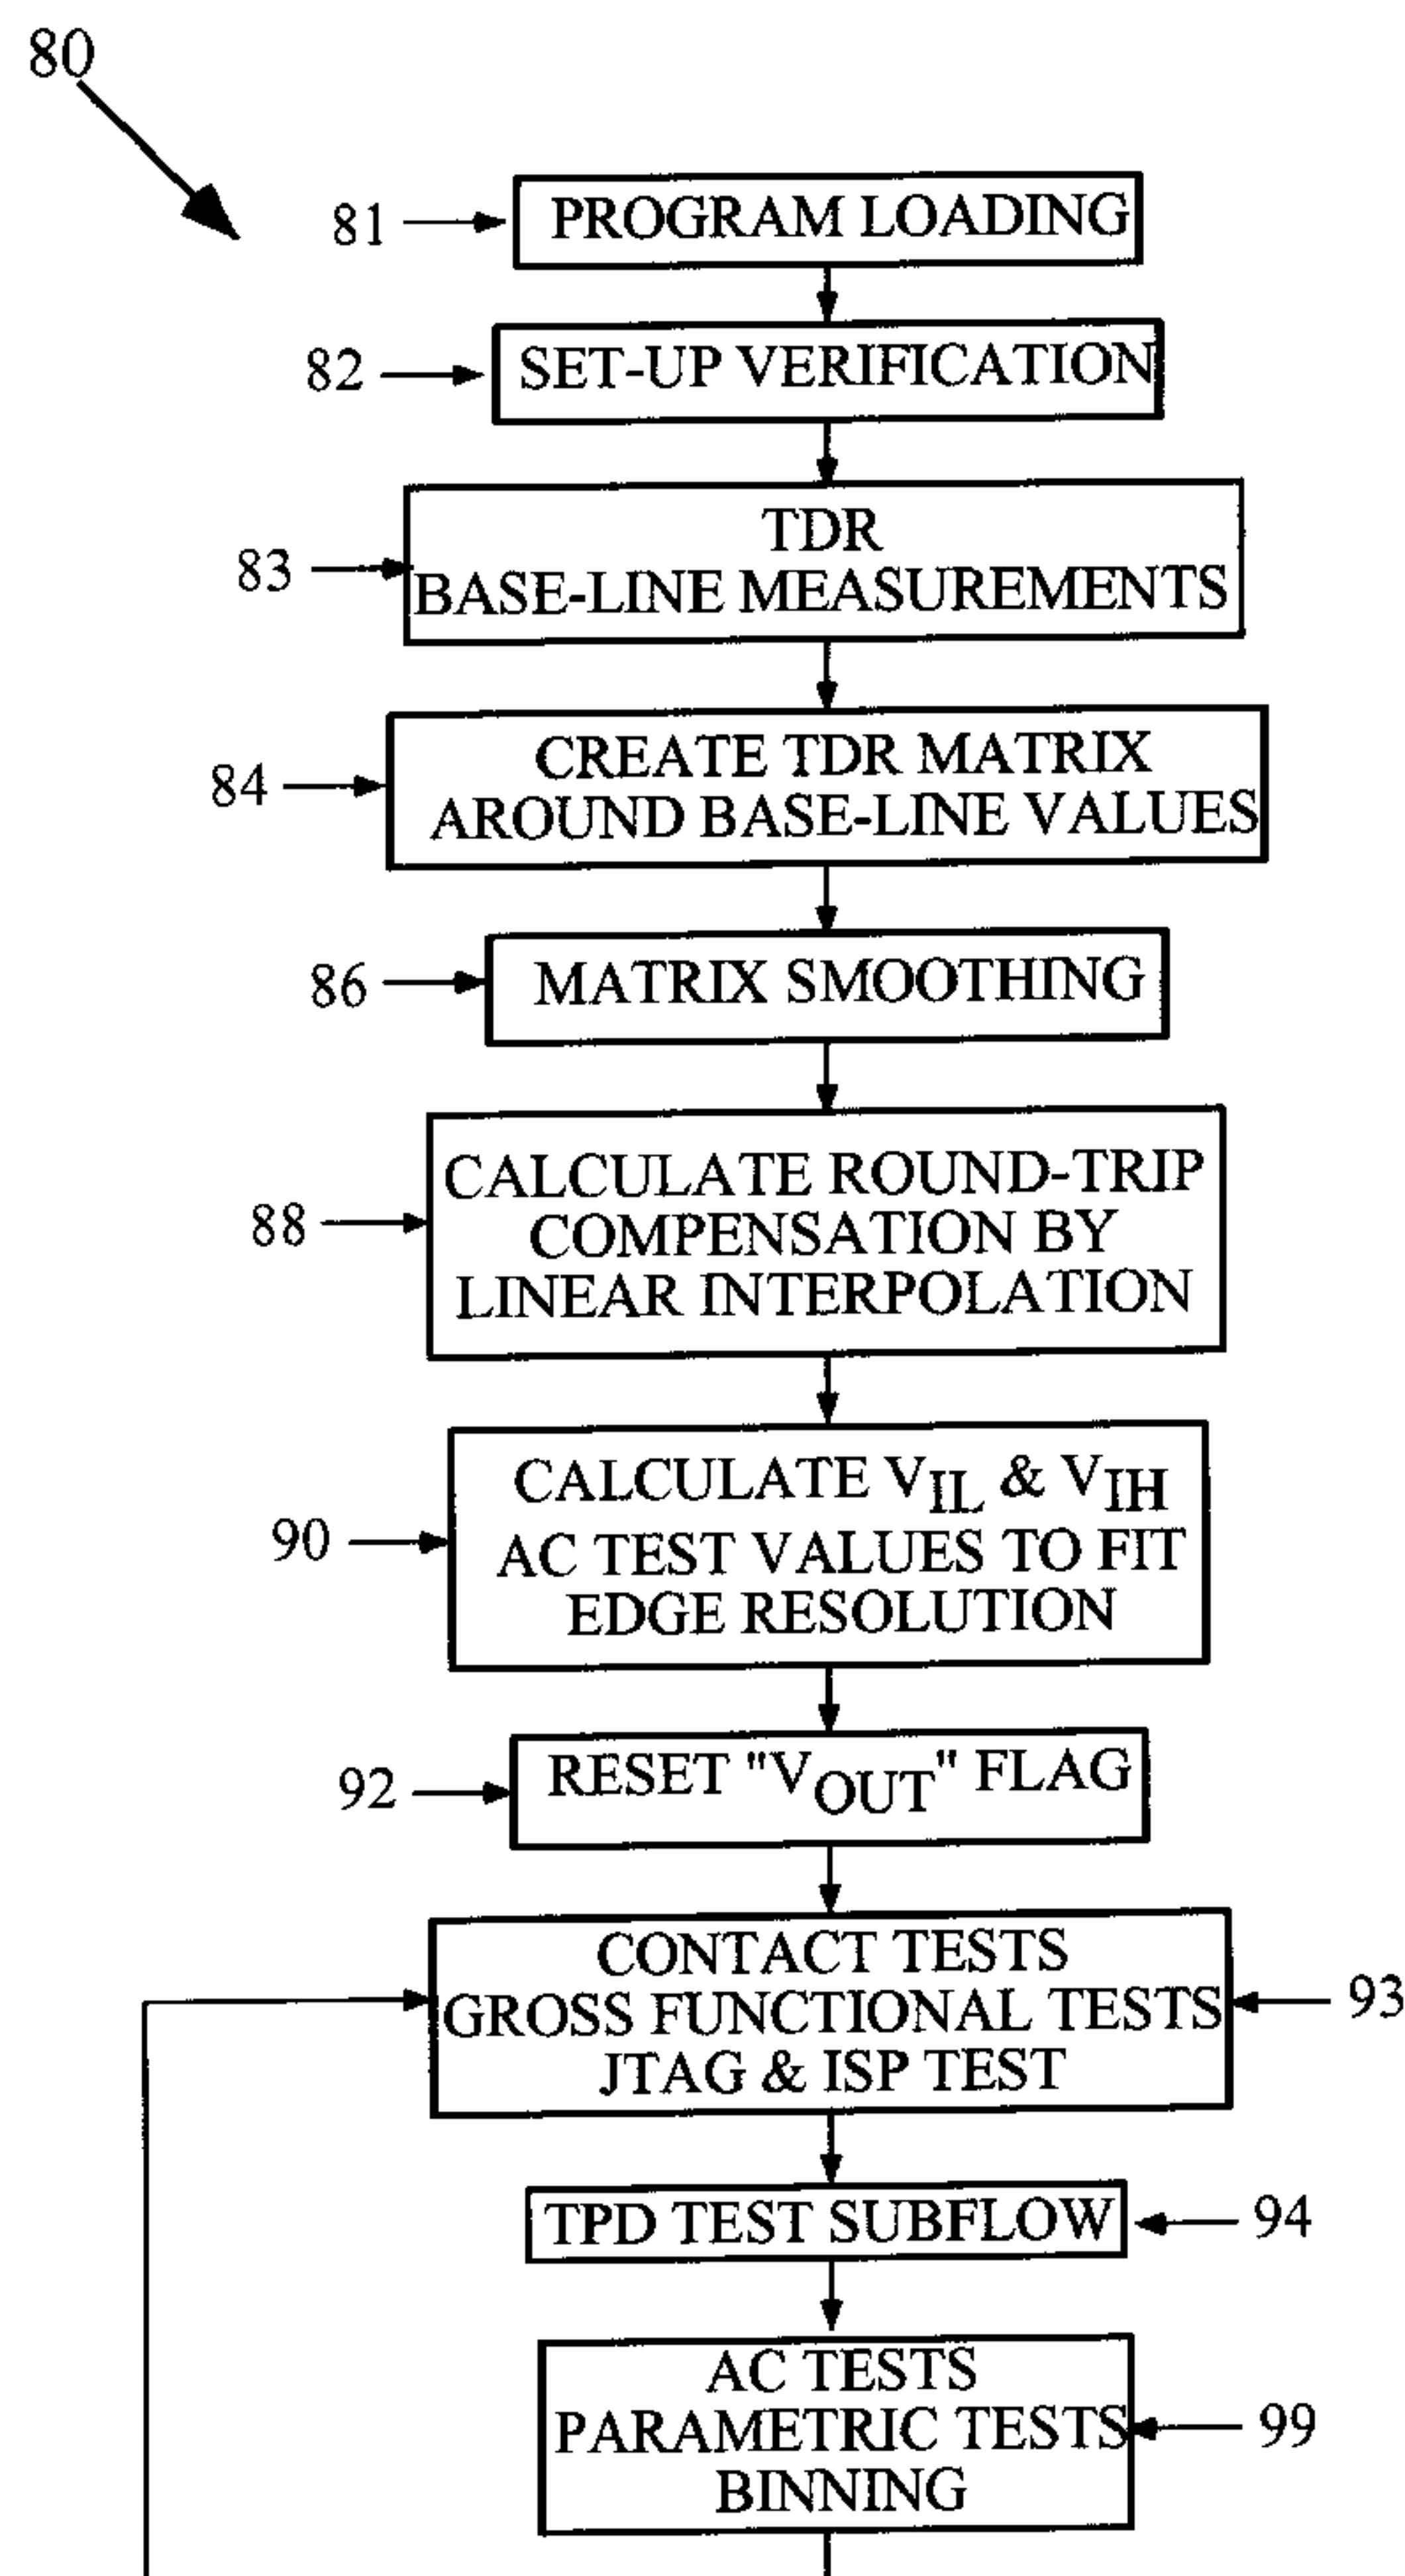 80
81
PROGRAM LOADING
82
SET-UP VERIFICATION
83
TDR
BASE-LINE MEASUREMENTS
84
CREATE TDR MATRIX
AROUND BASE-LINE VALUES
86
MATRIX SMOOTHING
88
CALCULATE ROUND-TRIP
COMPENSATION BY
LINEAR INTERPOLATION
90
CALCULATE VIL & VIH
AC TEST VALUES TO FIT
EDGE RESOLUTION
92
RESET "VOUT" FLAG
CONTACT TESTS
GROSS FUNCTIONAL TESTS
JTAG & ISP TEST
93
TPD TEST SUBFLOW
94
AC TESTS
PARAMETRIC TESTS
BINNING
99